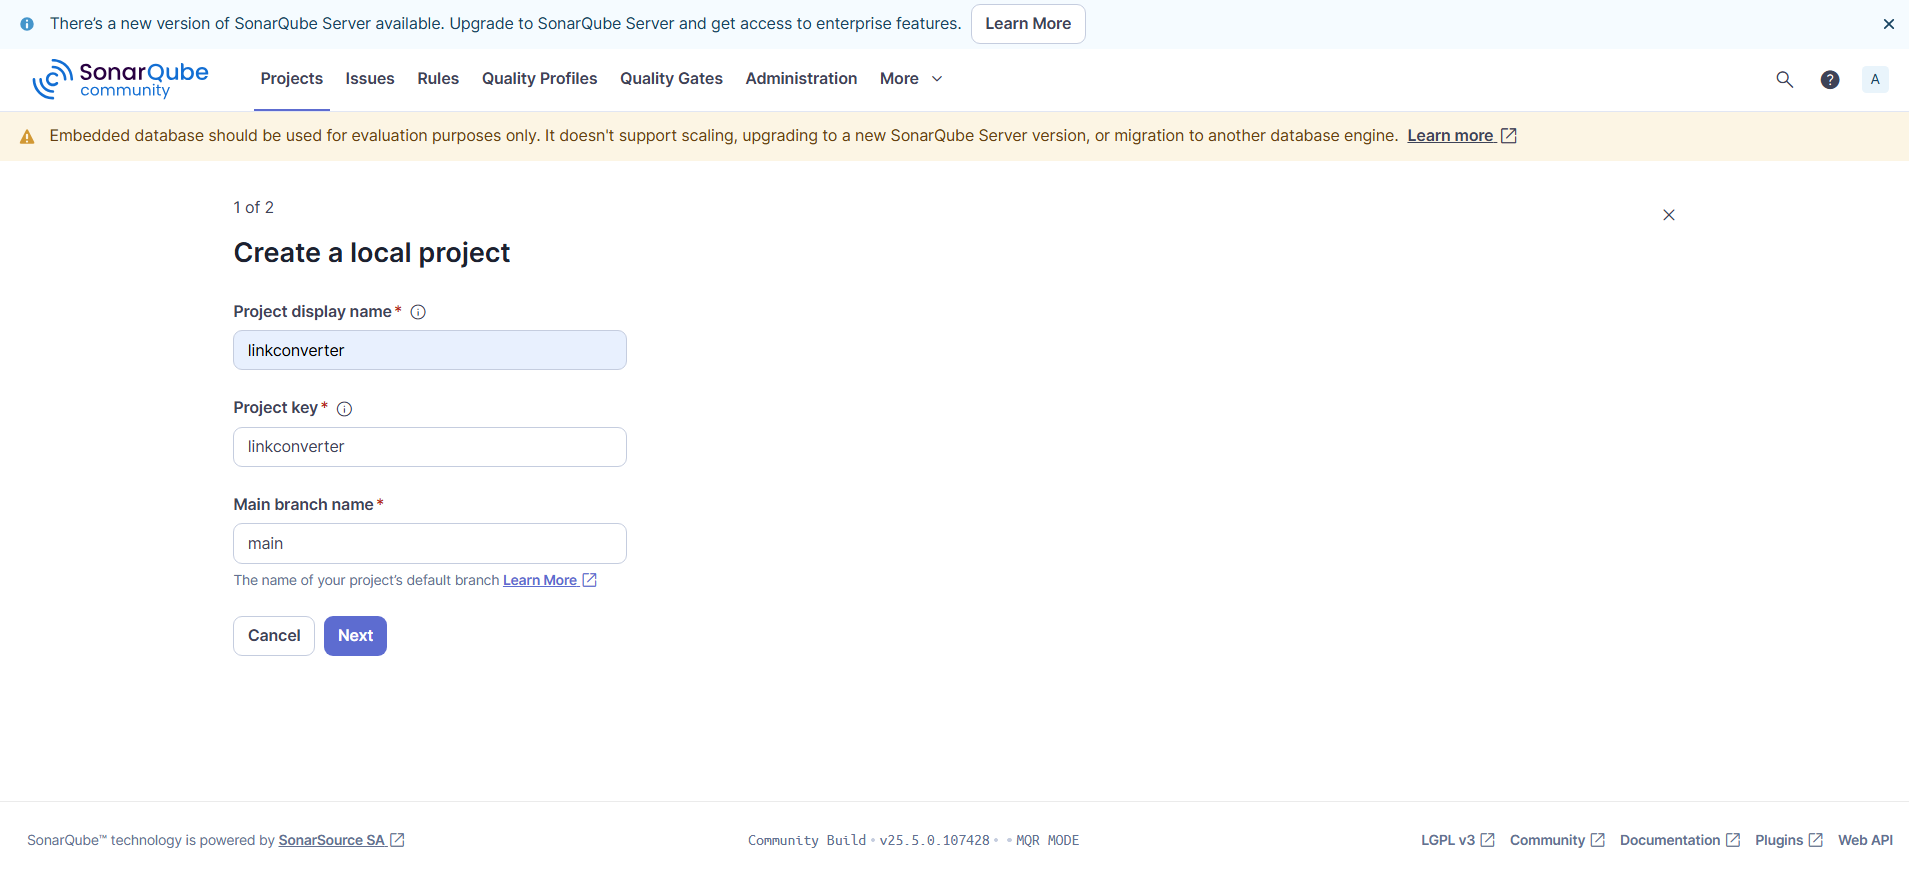 There's a new version of SonarQube Server available. Upgrade to SonarQube Server and get access to enterprise features. Learn More
SonarQube community
Projects Issues Rules Quality Profiles Quality Gates Administration More A
Embedded database should be used for evaluation purposes only. It doesn't support scaling, upgrading to a new SonarQube Server version, or migration to another database engine. Learn more
1 of 2
Create a local project
Project display name*
linkconverter
Project key*
linkconverter
Main branch name*
main
The name of your project's default branch Learn More
Cancel Next
SonarQube™ technology is powered by SonarSource SA Community Build • v25.5.0.107428 • • MQR MODE LGPL v3 Community Documentation Plugins Web API